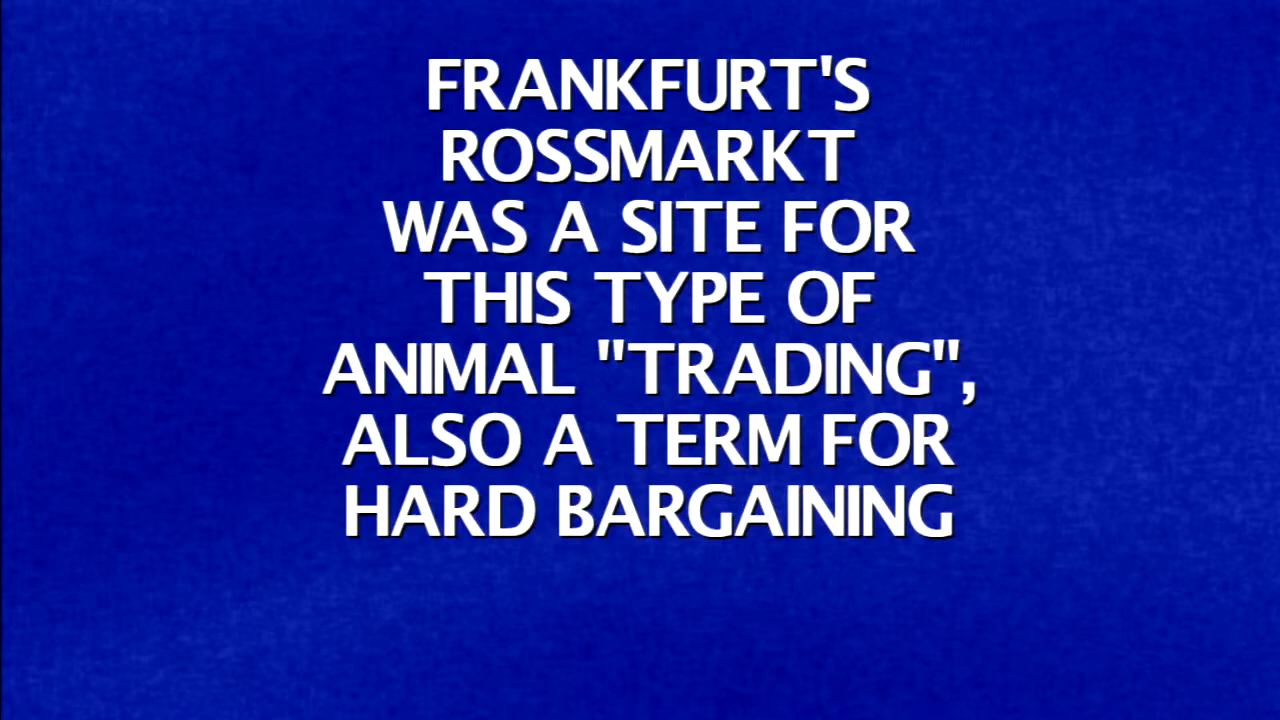 FRANKFURT'S
ROSSMARKT
WAS A SITE FOR
THIS TYPE OF
ANIMAL "TRADING",
ALSO A TERM FOR
HARD BARGAINING